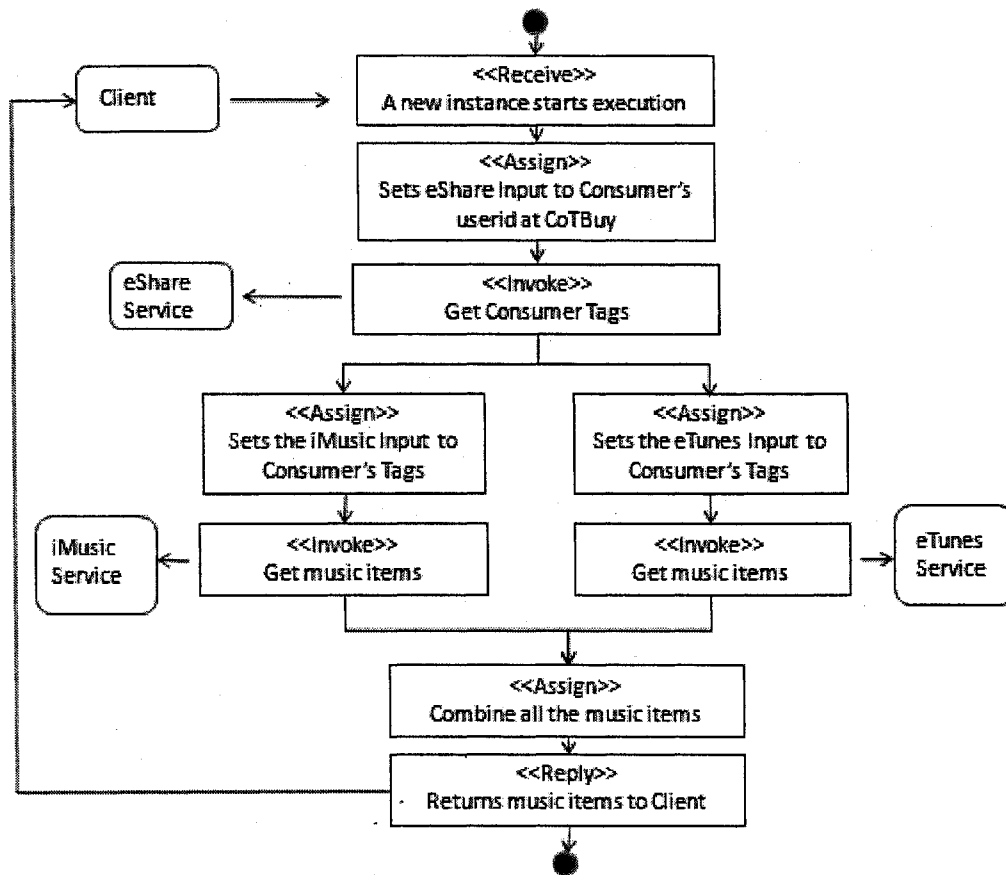 <<Receive>>
A new instance starts execution
Client
<<Assign>>
Sets eShare Input to Consumer's
userid at CoTBuy
eShare
Service
<<Invoke>>
Get Consumer Tags
<<Assign>>
Sets the iMusic Input to
Consumer's Tags
<<Assign>>
Sets the eTunes Input to
Consumer's Tags
iMusic
Service
<<Invoke>>
Get music items
<<Invoke>>
Get music items
eTunes
Service
<<Assign>>
Combine all the music items
<<Reply>>
Returns music items to Client